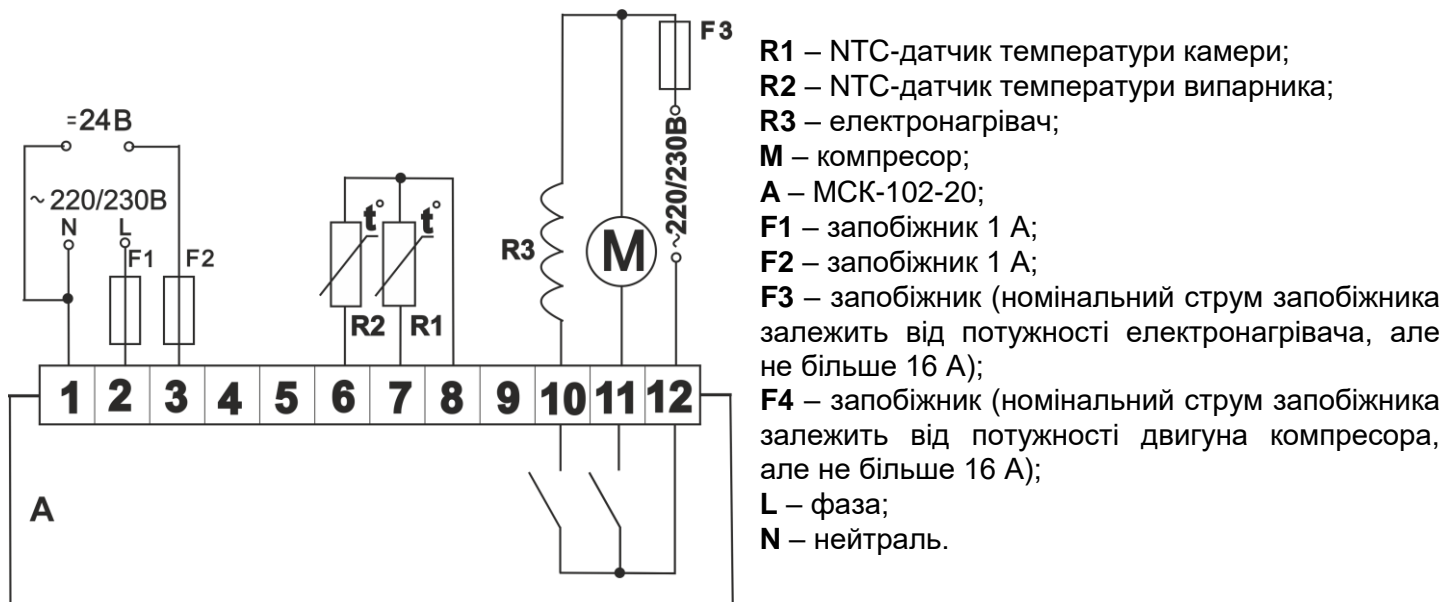 F3
=24В
~220/230В
N L
F1 F2
t° t°
R2 R1
R3
M
~220/230В
1 2 3 4 5 6 7 8 9 10 11 12
A
R1 – NTC-датчик температури камери;
R2 – NTC-датчик температури випарника;
R3 – електронагрівач;
М – компресор;
А – МСК-102-20;
F1 – запобіжник 1 А;
F2 – запобіжник 1 А;
F3 – запобіжник (номінальний струм запобіжника
залежить від потужності електронагрівача, але
не більше 16 А);
F4 – запобіжник (номінальний струм запобіжника
залежить від потужності двигуна компресора,
але не більше 16 А);
L – фаза;
N – нейтраль.